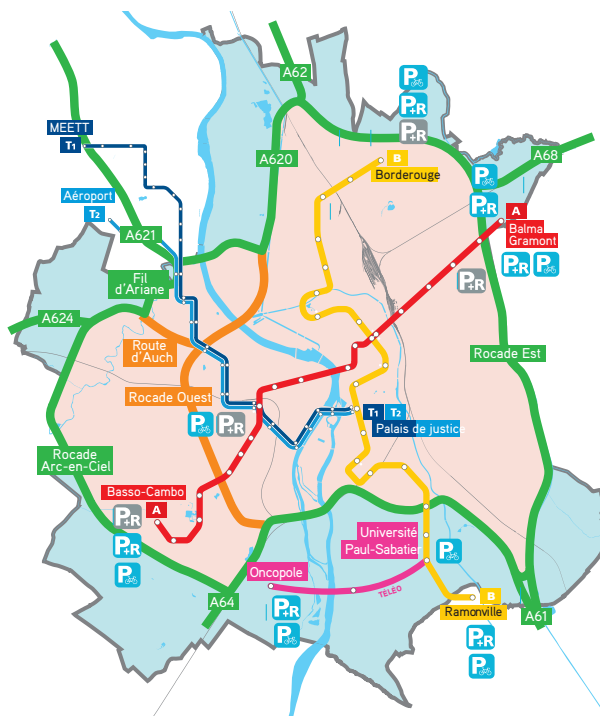 A62
P
P+R
P+R
MEETT
T1
A620
B
Borderouge
A68
P
P+R
Aéroport
T2
A621
A
Balma
Gramont
P+R
P
P+R
Fil
d'Ariane
A624
Route
d'Auch
Rocade Est
Rocade Ouest
P
P+R
T1
T2
Palais de justice
Rocade
Arc-en-Ciel
Basso-Cambo
A
P+R
P+R
P
Université
Paul-Sabatier
P
Oncopole
TÉLÉO
P+R
P
A64
B
Ramonville
A61
P+R
P